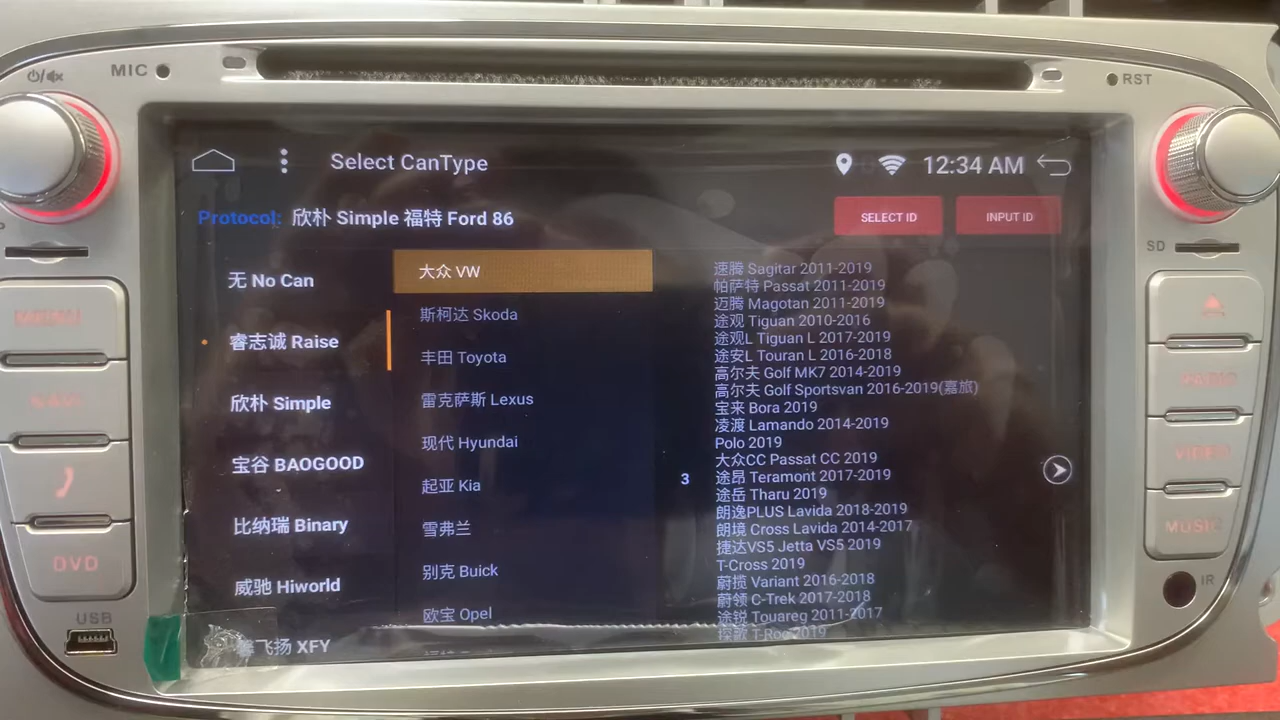 MIC
RST
Select CanType
12:34 AM
Protocol: 欣朴 Simple 福特 Ford 86
SELECT ID
INPUT ID
SD
无 No Can
睿志诚 Raise
欣朴 Simple
宝谷 BAOGOOD
比纳瑞 Binary
威驰 Hiworld
飞扬 XFY
大众 VW
斯柯达 Skoda
丰田 Toyota
雷克萨斯 Lexus
现代 Hyundai
起亚 Kia
雪弗兰
别克 Buick
欧宝 Opel
3
速腾 Sagitar 2011-2019
帕萨特 Passat 2011-2019
迈腾 Magotan 2011-2019
途观 Tiguan 2010-2016
途观L Tiguan L 2017-2019
途安L Touran L 2016-2018
高尔夫 Golf MK7 2014-2019
高尔夫 Golf Sportsvan 2016-2019(嘉旅)
宝来 Bora 2019
凌渡 Lamando 2014-2019
Polo 2019
大众CC Passat CC 2019
途昂 Teramont 2017-2019
途岳 Tharu 2019
朗逸PLUS Lavida 2018-2019
朗境 Cross Lavida 2014-2017
捷达VS5 Jetta VS5 2019
T-Cross 2019
蔚揽 Variant 2016-2018
蔚领 C-Trek 2017-2018
途锐 Touareg 2011-2017
探歌 T-Roc 2019
MENU
NAVI
DVD
USB
RADIO
VIDEO
MUSIC
IR